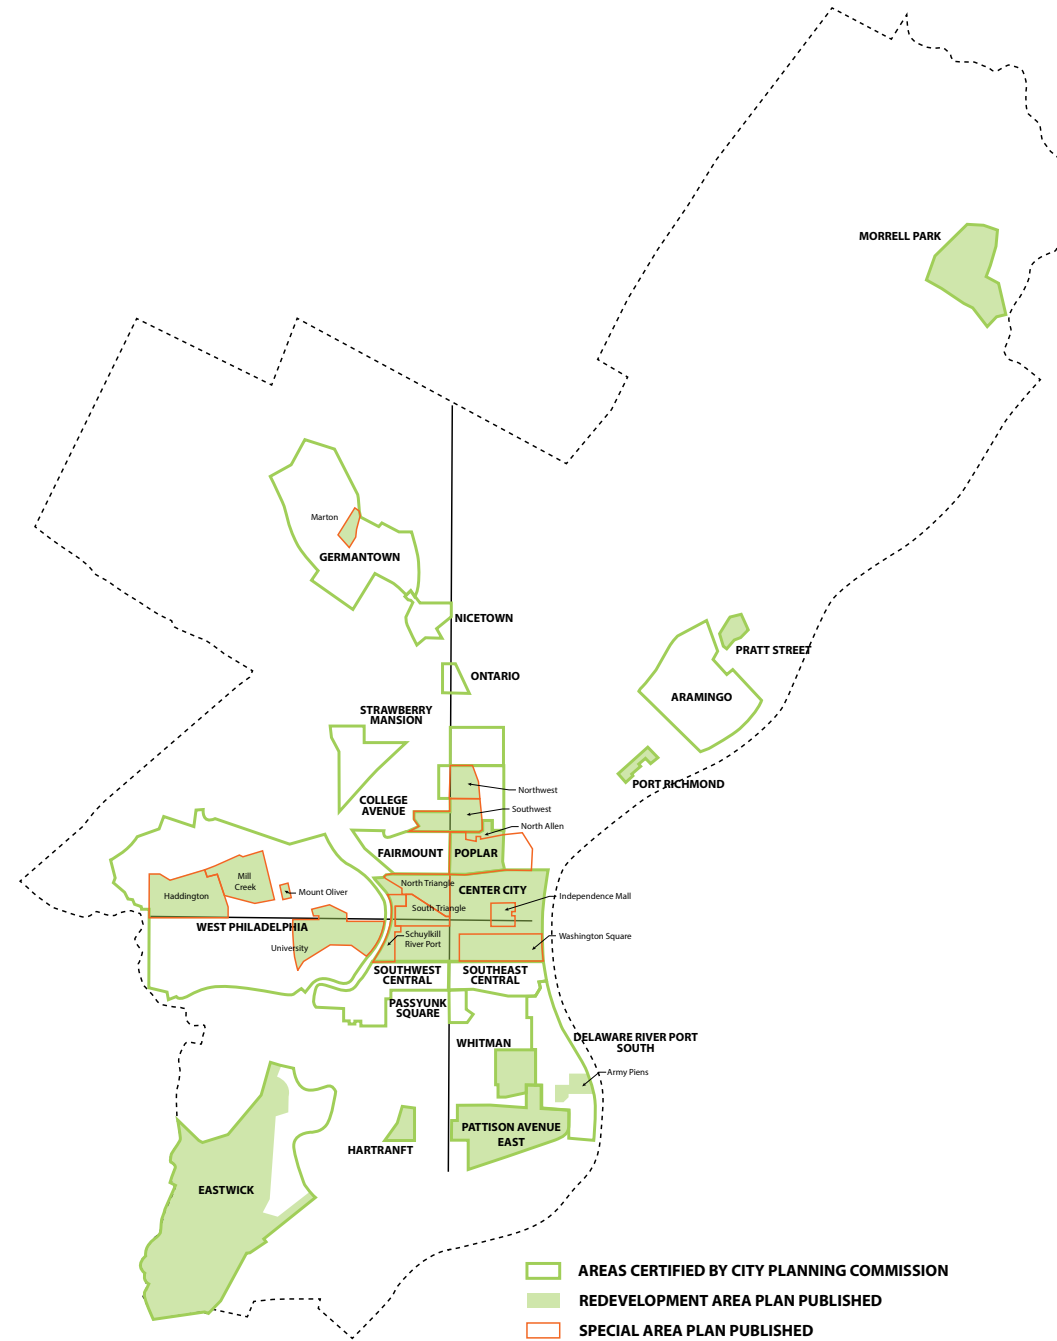 MORRELL PARK
Marton
GERMANTOWN
NICETOWN
PRATT STREET
ONTARIO
ARAMINGO
STRAWBERRY
MANSION
PORT RICHMOND
Northwest
COLLEGE
AVENUE
Southwest
North Allen
FAIRMOUNT
POPLAR
Mill
Creek
North Triangle
CENTER CITY
Haddington
Mount Oliver
Independence Mall
South Triangle
WEST PHILADELPHIA
University
Schuylkill
River Port
Washington Square
SOUTHWEST
CENTRAL
SOUTHEAST
CENTRAL
PASSYUNK
SQUARE
WHITMAN
DELAWARE RIVER PORT
SOUTH
Army Piens
PATTISON AVENUE
EAST
HARTRANFT
EASTWICK
AREAS CERTIFIED BY CITY PLANNING COMMISSION
REDEVELOPMENT AREA PLAN PUBLISHED
SPECIAL AREA PLAN PUBLISHED